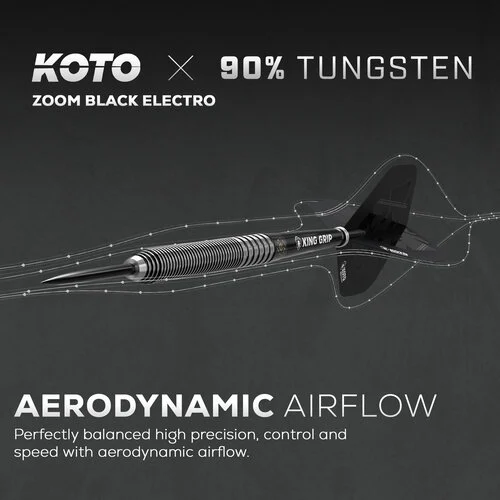 KOTO × 90% TUNGSTEN
ZOOM BLACK ELECTRO
KING GRIP
AERODYNAMIC AIRFLOW
Perfectly balanced high precision, control and
speed with aerodynamic airflow.